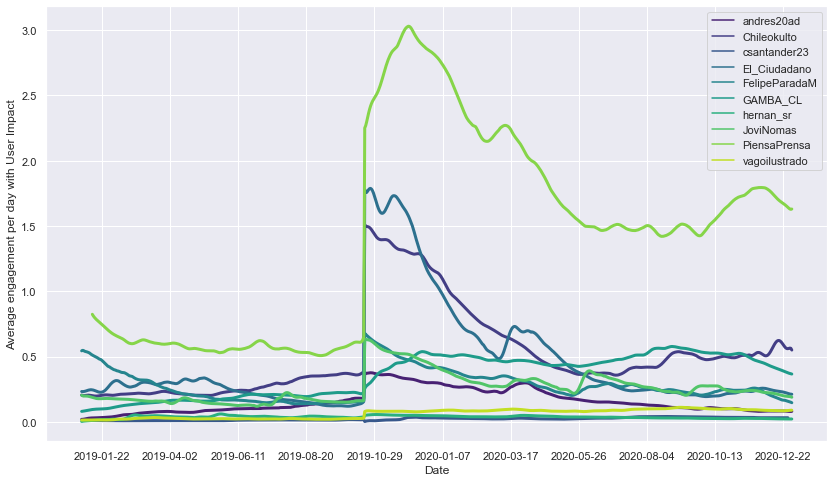 Average engagement per day with User Impact
3.0
2.5
2.0
1.5
1.0
0.5
0.0
andres20ad
Chileokulto
csantander23
El_Ciudadano
FelipeParadaM
GAMBA_CL
hernan_sr
JoviNomas
PiensaPrensa
vagoilustrado
2019-01-22 2019-04-02 2019-06-11 2019-08-20 2019-10-29 2020-01-07 2020-03-17 2020-05-26 2020-08-04 2020-10-13 2020-12-22
Date